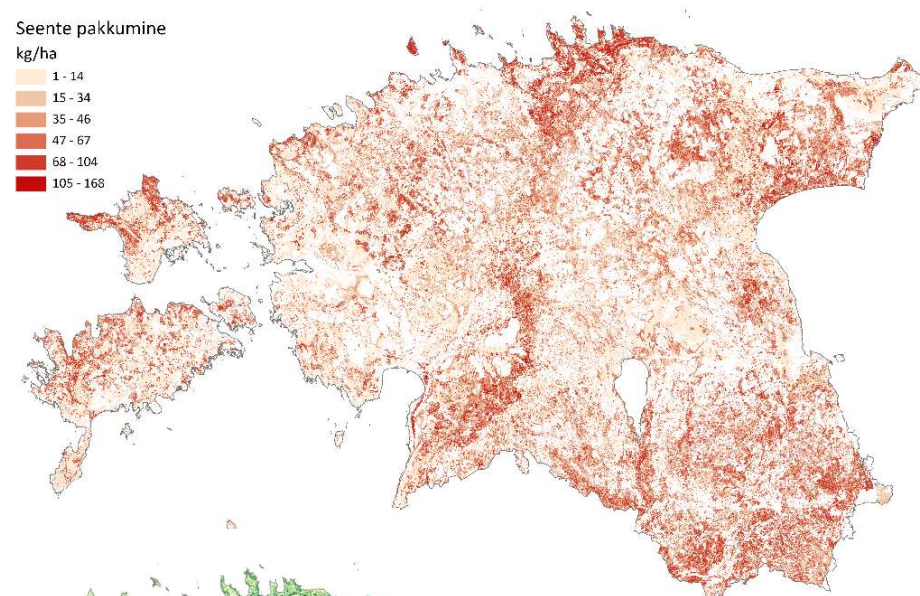 Seente pakkumine
kg/ha
1 - 14
15 - 34
35 - 46
47 - 67
68 - 104
105 - 168